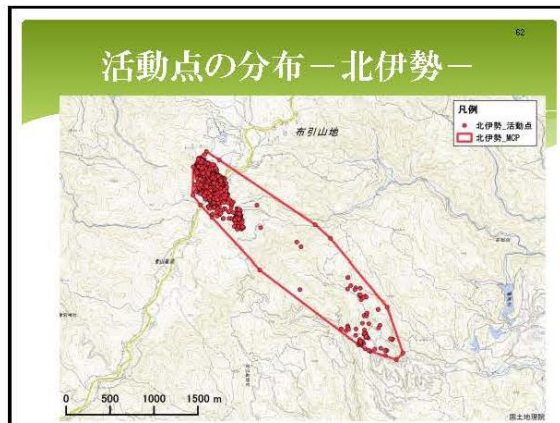 62
活動点の分布－北伊勢－
布引山地
凡例
北伊勢_活動点
北伊勢_MCP
0 500 1000 1500 m
国土地理院